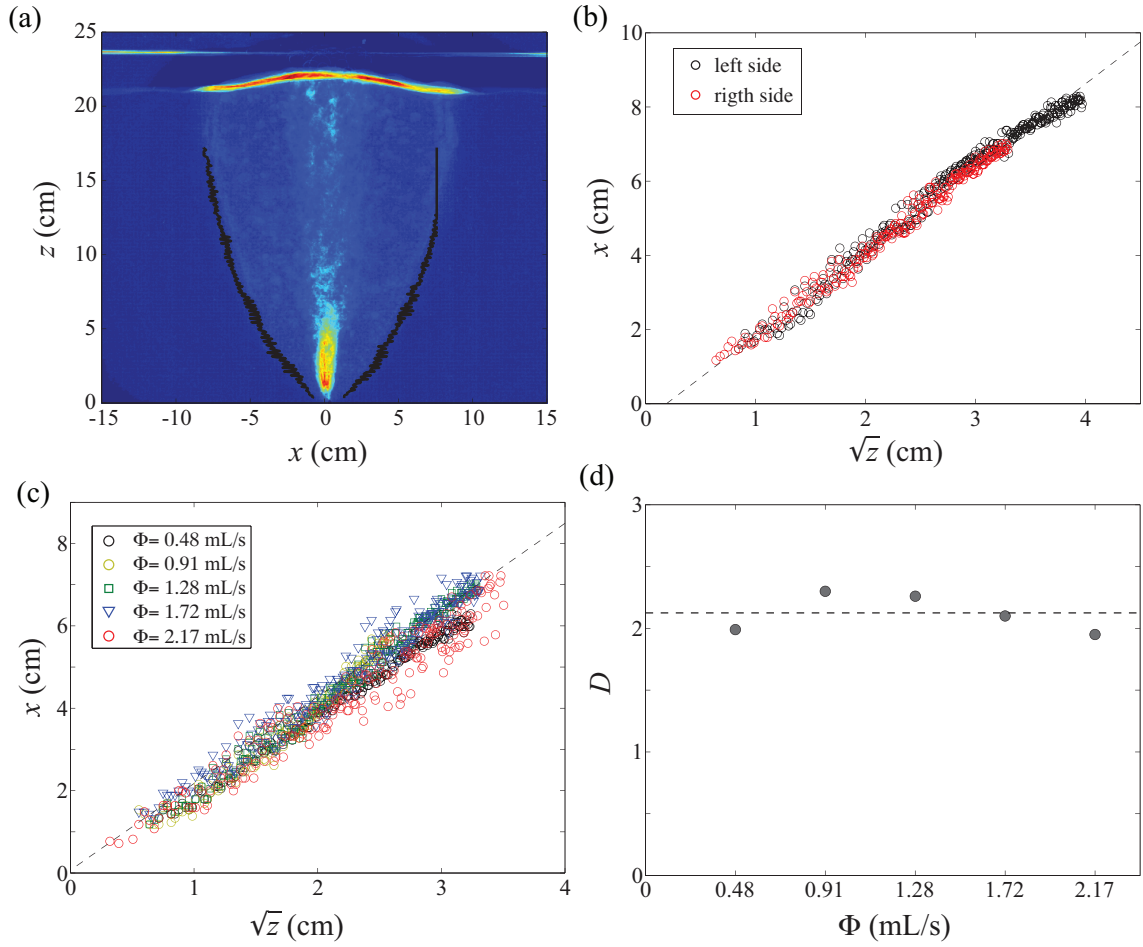 (a)
25
20
15
10
5
0
z (cm)
-15 -10 -5 0 5 10 15
x (cm)
(b)
10
8
6
4
2
0
x (cm)
left side
rigth side
0 1 2 3 4
√z (cm)
(c)
8
6
4
2
0
x (cm)
Φ= 0.48 mL/s
Φ= 0.91 mL/s
Φ= 1.28 mL/s
Φ= 1.72 mL/s
Φ= 2.17 mL/s
0 1 2 3 4
√z (cm)
(d)
3
2
1
0
D
0 0.48 0.91 1.28 1.72 2.17
Φ (mL/s)